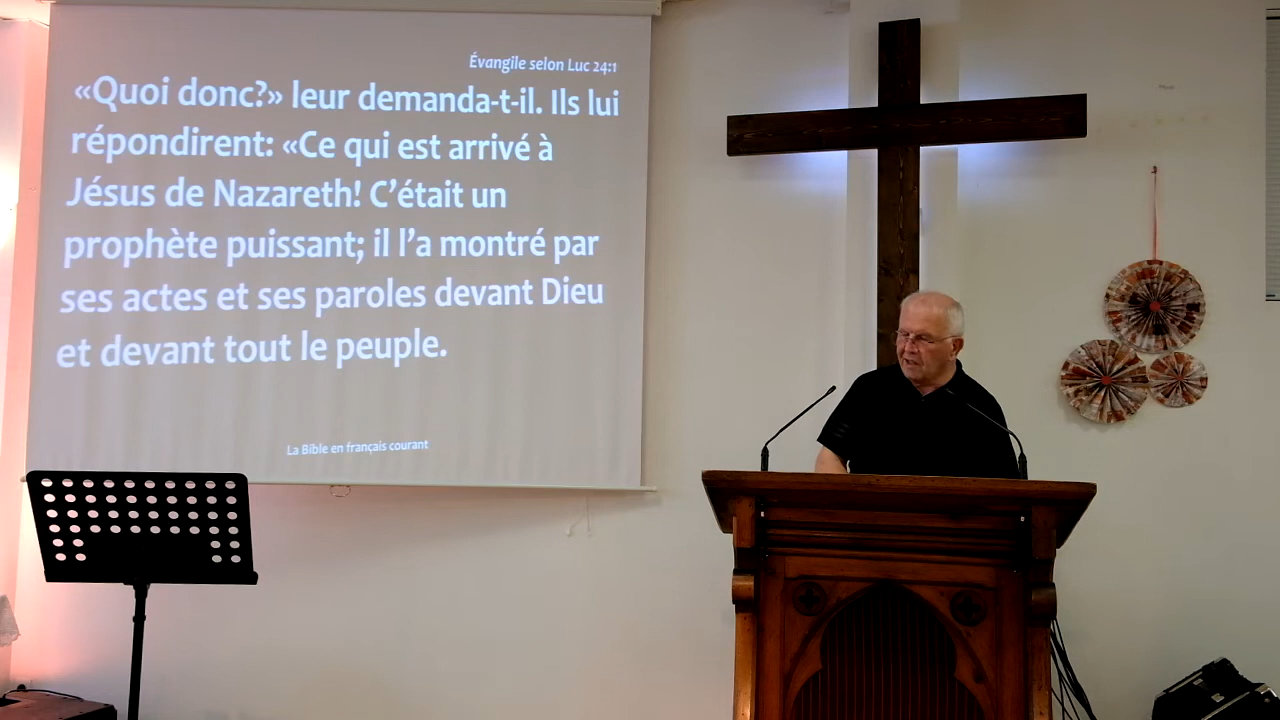 Évangile selon Luc 24:1
«Quoi donc?» leur demanda-t-il. Ils lui
répondirent: «Ce qui est arrivé à
Jésus de Nazareth! C’était un
prophète puissant; il l’a montré par
ses actes et ses paroles devant Dieu
et devant tout le peuple.
La Bible en français courant